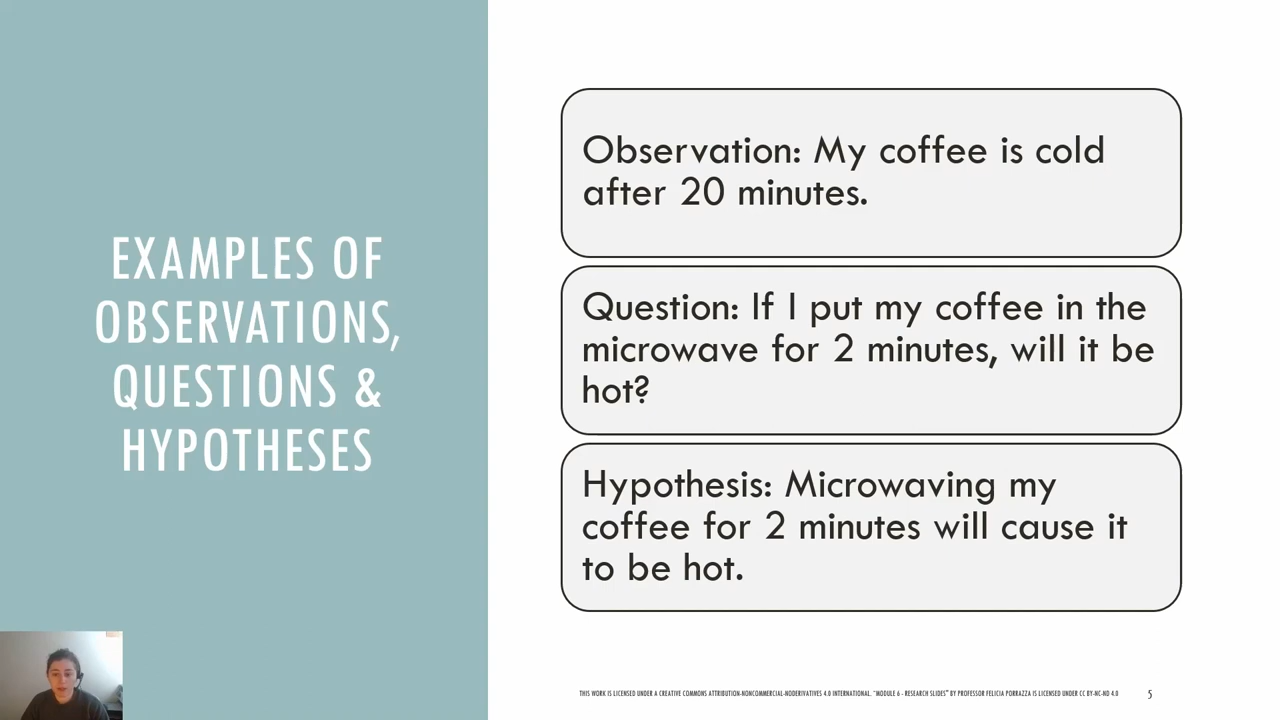 EXAMPLES OF
OBSERVATIONS,
QUESTIONS &
HYPOTHESES
Observation: My coffee is cold
after 20 minutes.
Question: If I put my coffee in the
microwave for 2 minutes, will it be
hot?
Hypothesis: Microwaving my
coffee for 2 minutes will cause it
to be hot.
THIS WORK IS LICENSED UNDER A CREATIVE COMMONS ATTRIBUTION-NONCOMMERCIAL-NODERIVATIVES 4.0 INTERNATIONAL. "MODULE 6 - RESEARCH SLIDES" BY PROFESSOR FELICIA PORRAZZA IS LICENSED UNDER CC BY-NC-ND 4.0
5